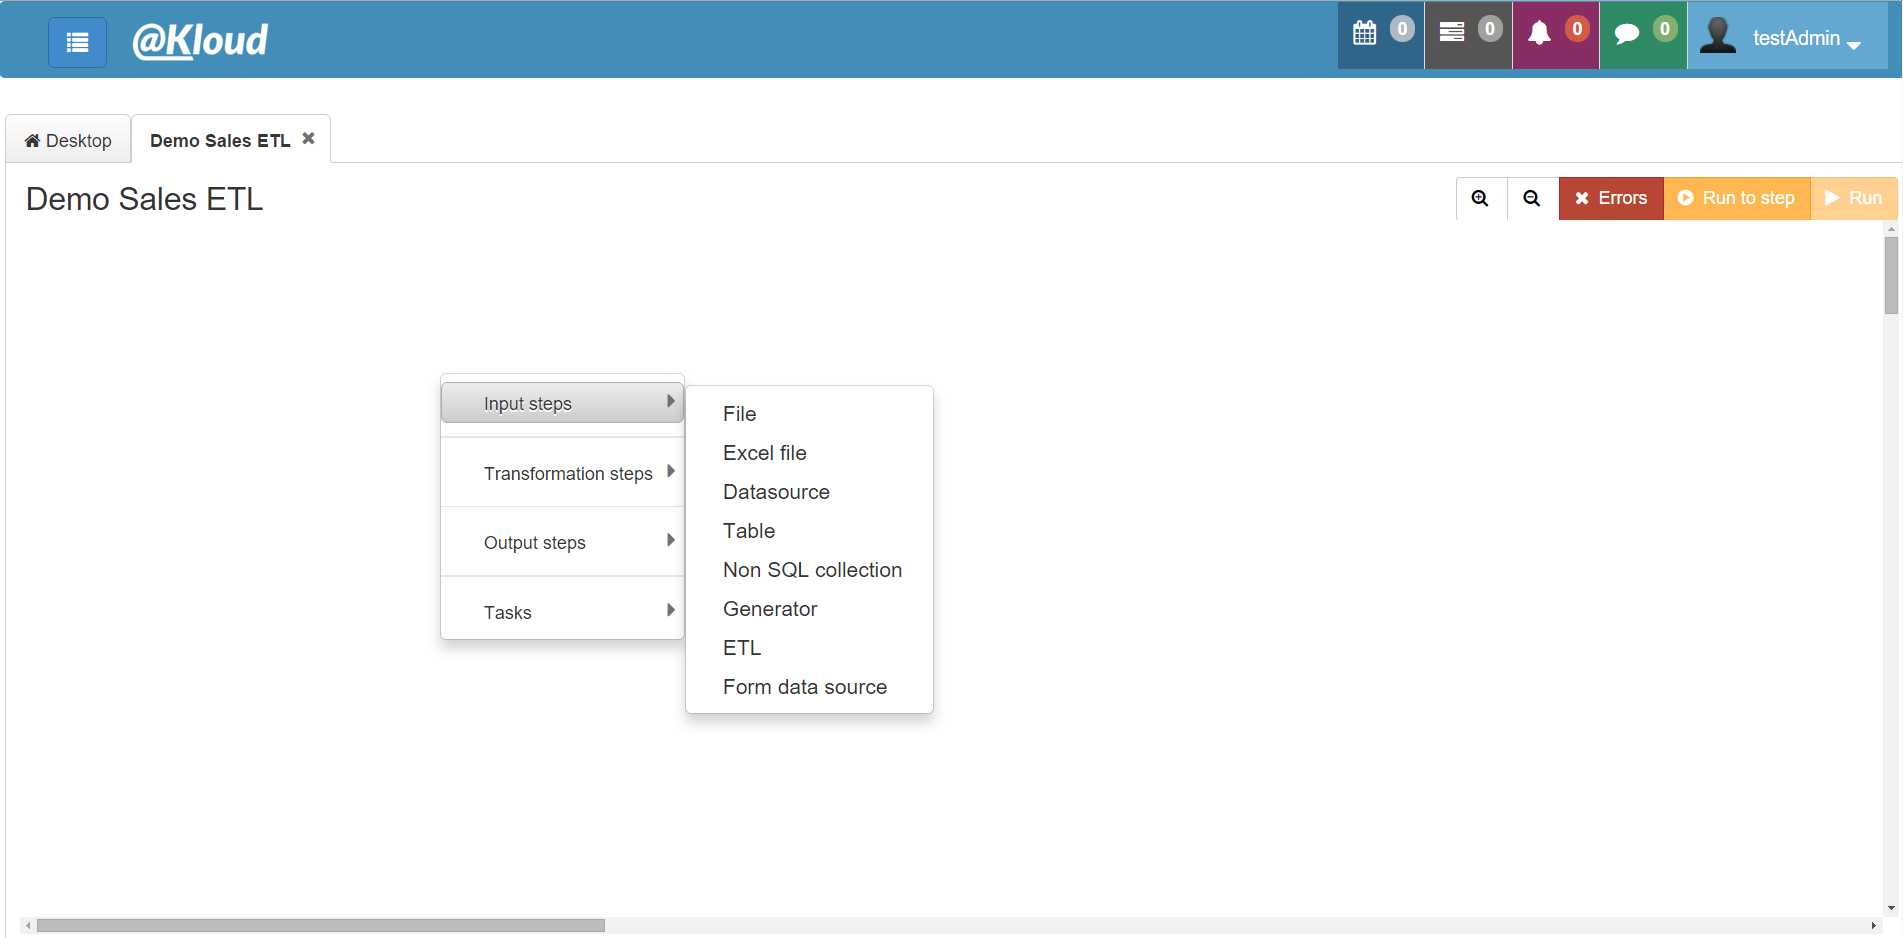 @Kloud
0
0
0
0
testAdmin
Desktop
Demo Sales ETL
Demo Sales ETL
Errors
Run to step
Run
Input steps
Transformation steps
Output steps
Tasks
File
Excel file
Datasource
Table
Non SQL collection
Generator
ETL
Form data source